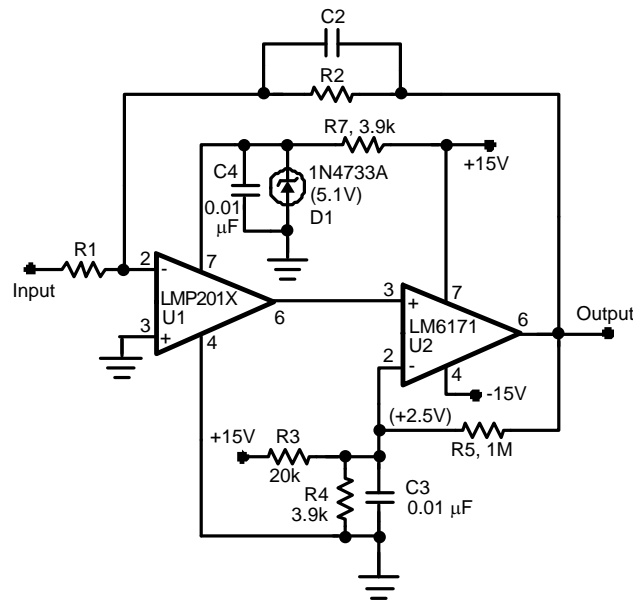 C2
R2
R7, 3.9k
+15V
C4
0.01
μF
1N4733A
(5.1V)
D1
R1
Input
2
-
7
LMP201X
U1
6
3
+
4
3
+
7
LM6171
U2
6
Output
2
-
4
-15V
(+2.5V)
R5, 1M
+15V
R3
20k
R4
3.9k
C3
0.01 μF